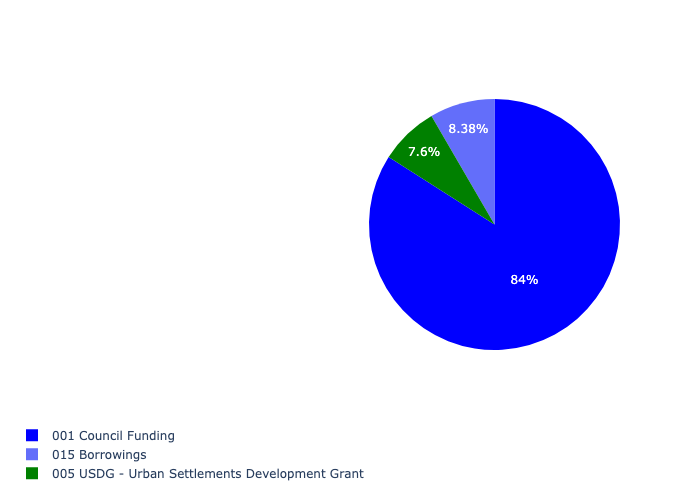 8.38%
7.6%
84%
001 Council Funding
015 Borrowings
005 USDG - Urban Settlements Development Grant